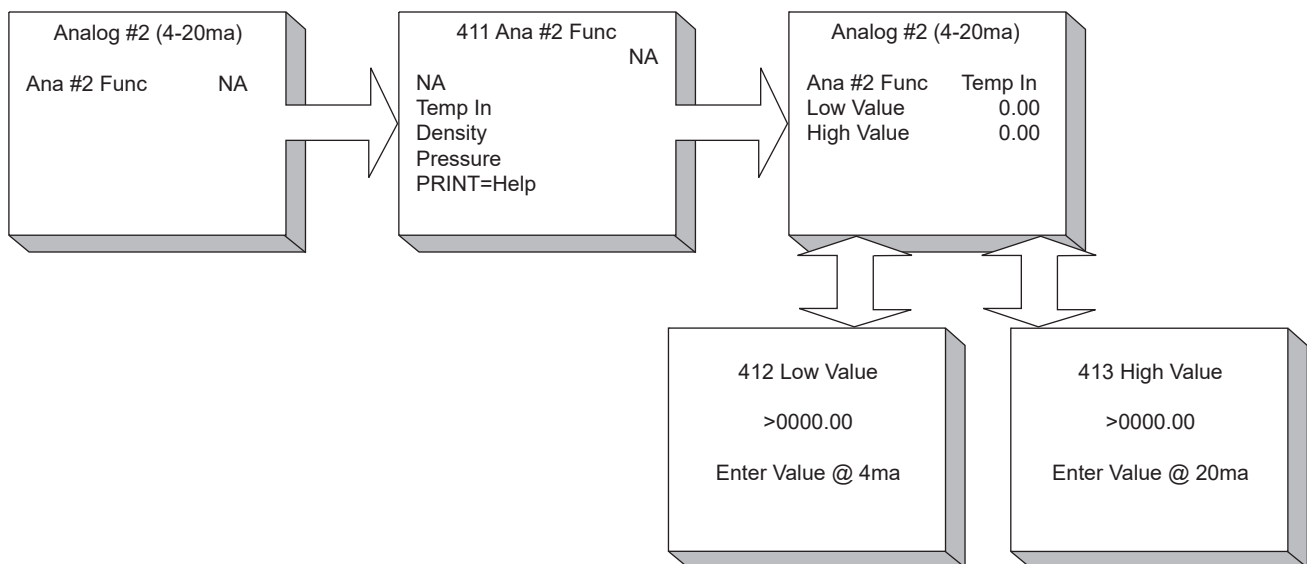 Analog #2 (4-20ma)
Ana #2 Func NA
411 Ana #2 Func
NA
NA
Temp In
Density
Pressure
PRINT=Help
Analog #2 (4-20ma)
Ana #2 Func Temp In
Low Value 0.00
High Value 0.00
412 Low Value
>0000.00
Enter Value @ 4ma
413 High Value
>0000.00
Enter Value @ 20ma